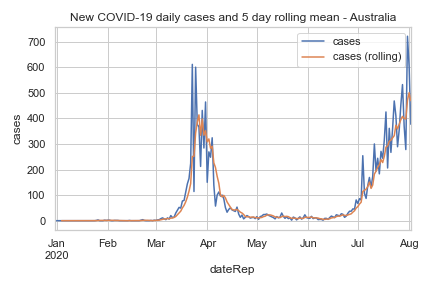 New COVID-19 daily cases and 5 day rolling mean - Australia
cases
cases (rolling)
700
600
500
400
300
200
100
0
cases
Jan Feb Mar Apr May Jun Jul Aug
2020
dateRep